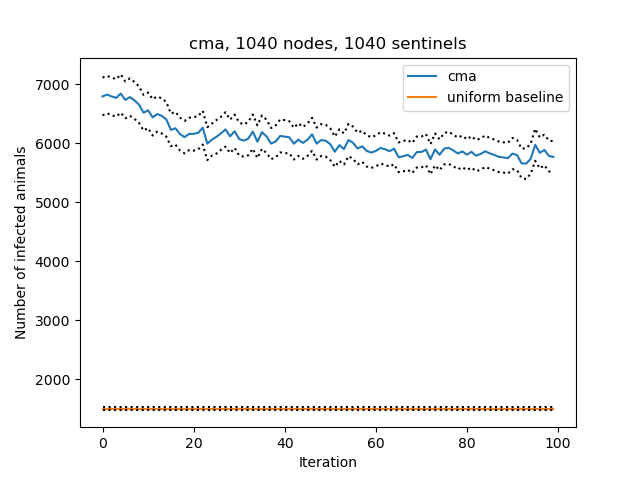 cma, 1040 nodes, 1040 sentinels
cma
uniform baseline
7000
6000
5000
4000
3000
2000
Number of infected animals
0 20 40 60 80 100
Iteration